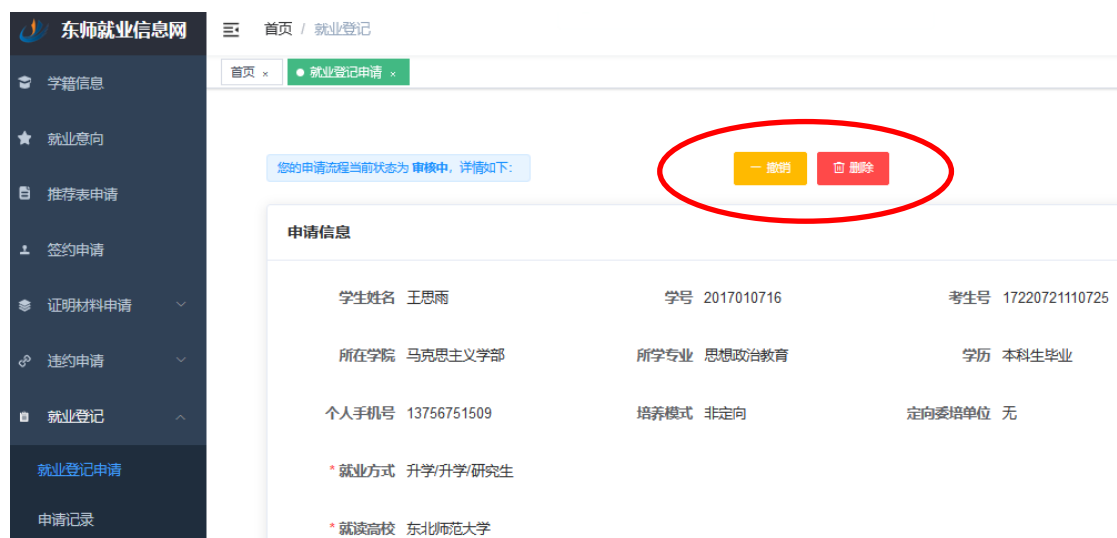 东师就业信息网
首页 / 就业登记
首页 ×
就业登记申请 ×
学籍信息
就业意向
推荐表申请
签约申请
证明材料申请
违约申请
就业登记
就业登记申请
申请记录
您的申请流程当前状态为 审核中，详情如下：
撤销
删除
申请信息
学生姓名 王思雨 学号 2017010716 考生号 17220721110725
所在学院 马克思主义学部 所学专业 思想政治教育 学历 本科生毕业
个人手机号 13756751509 培养模式 非定向 定向委培单位 无
* 就业方式 升学/升学/研究生
* 就读高校 东北师范大学